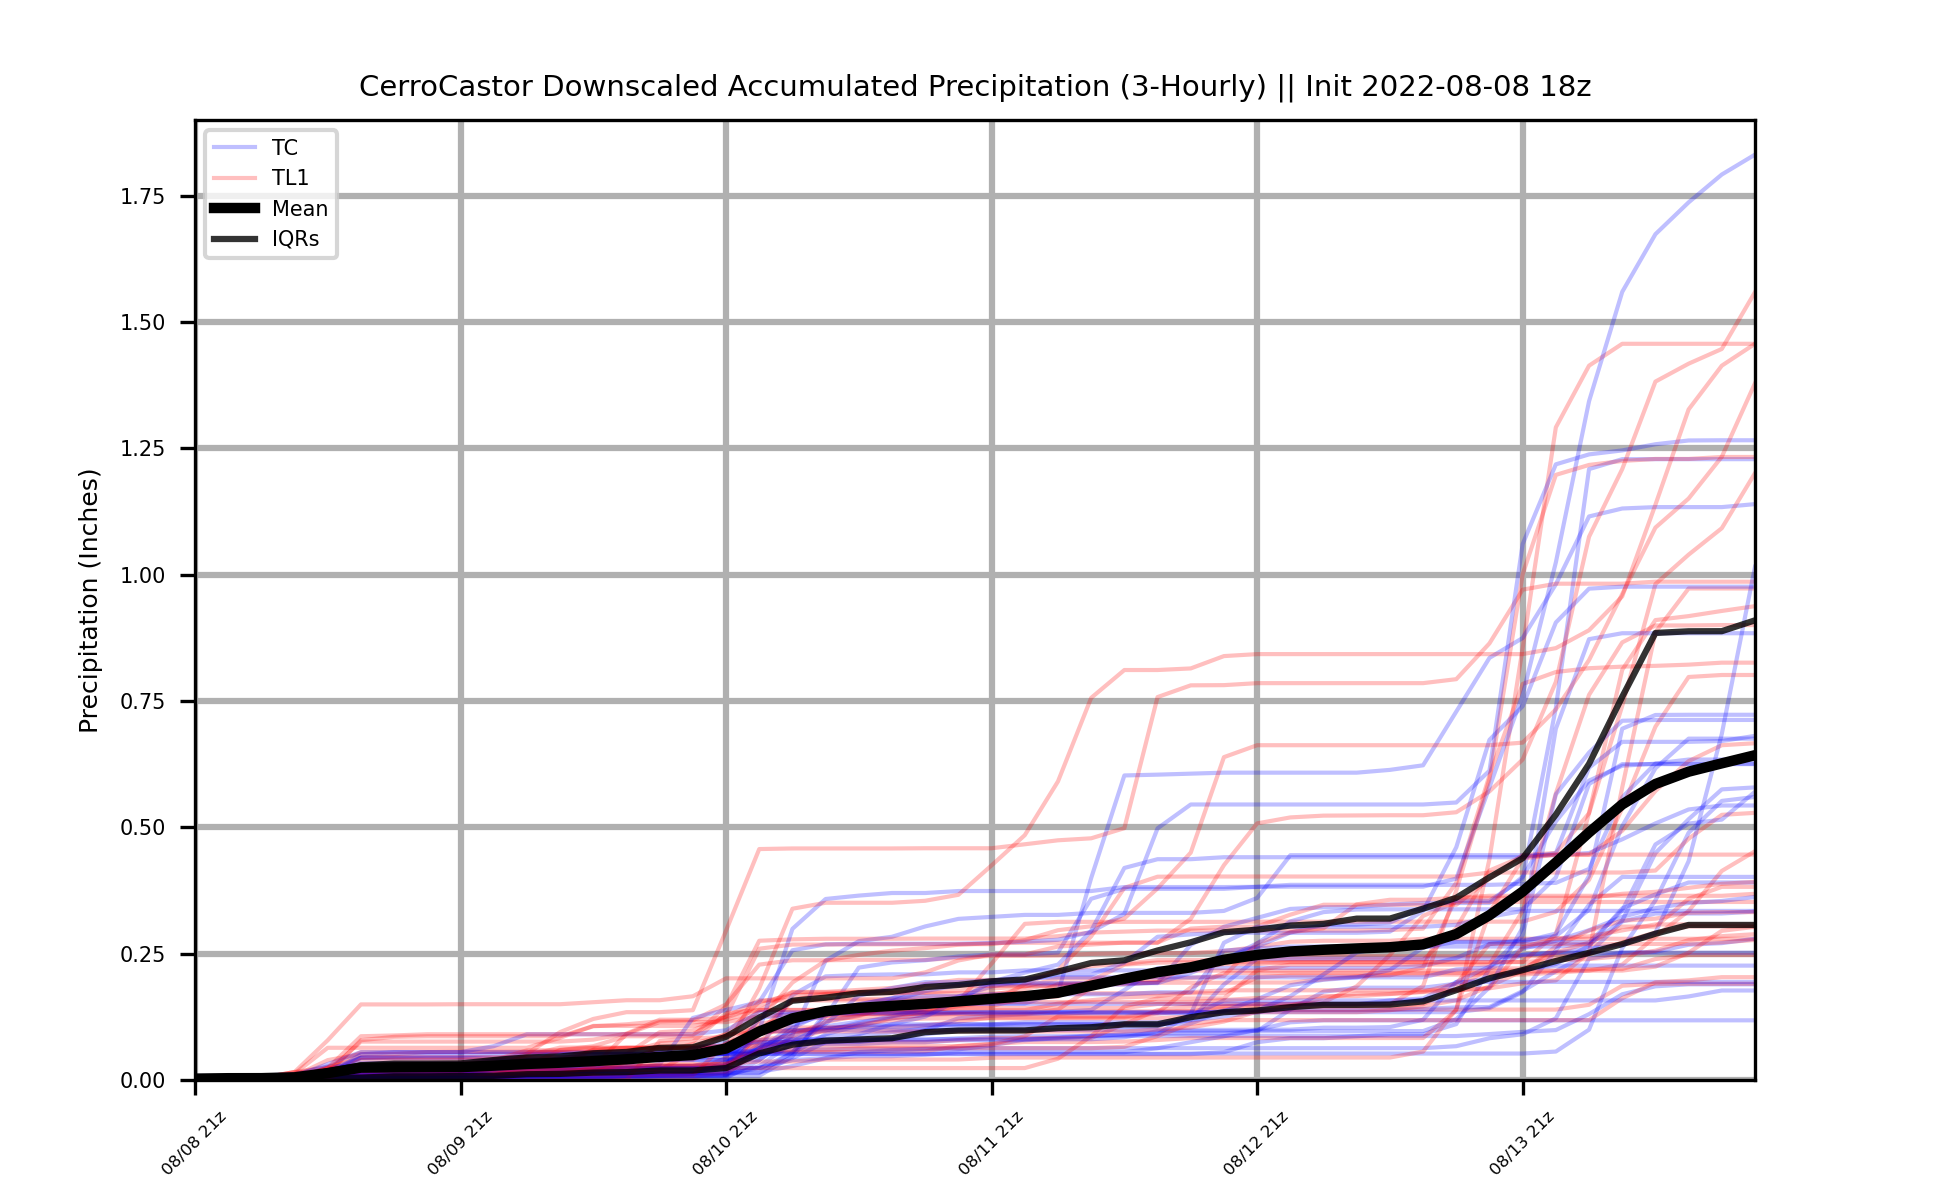 CerroCastor Downscaled Accumulated Precipitation (3-Hourly) || Init 2022-08-08 18z
TC
TL1
Mean
IQRs
Precipitation (Inches)
1.75
1.50
1.25
1.00
0.75
0.50
0.25
0.00
08/08 21z
08/09 21z
08/10 21z
08/11 21z
08/12 21z
08/13 21z